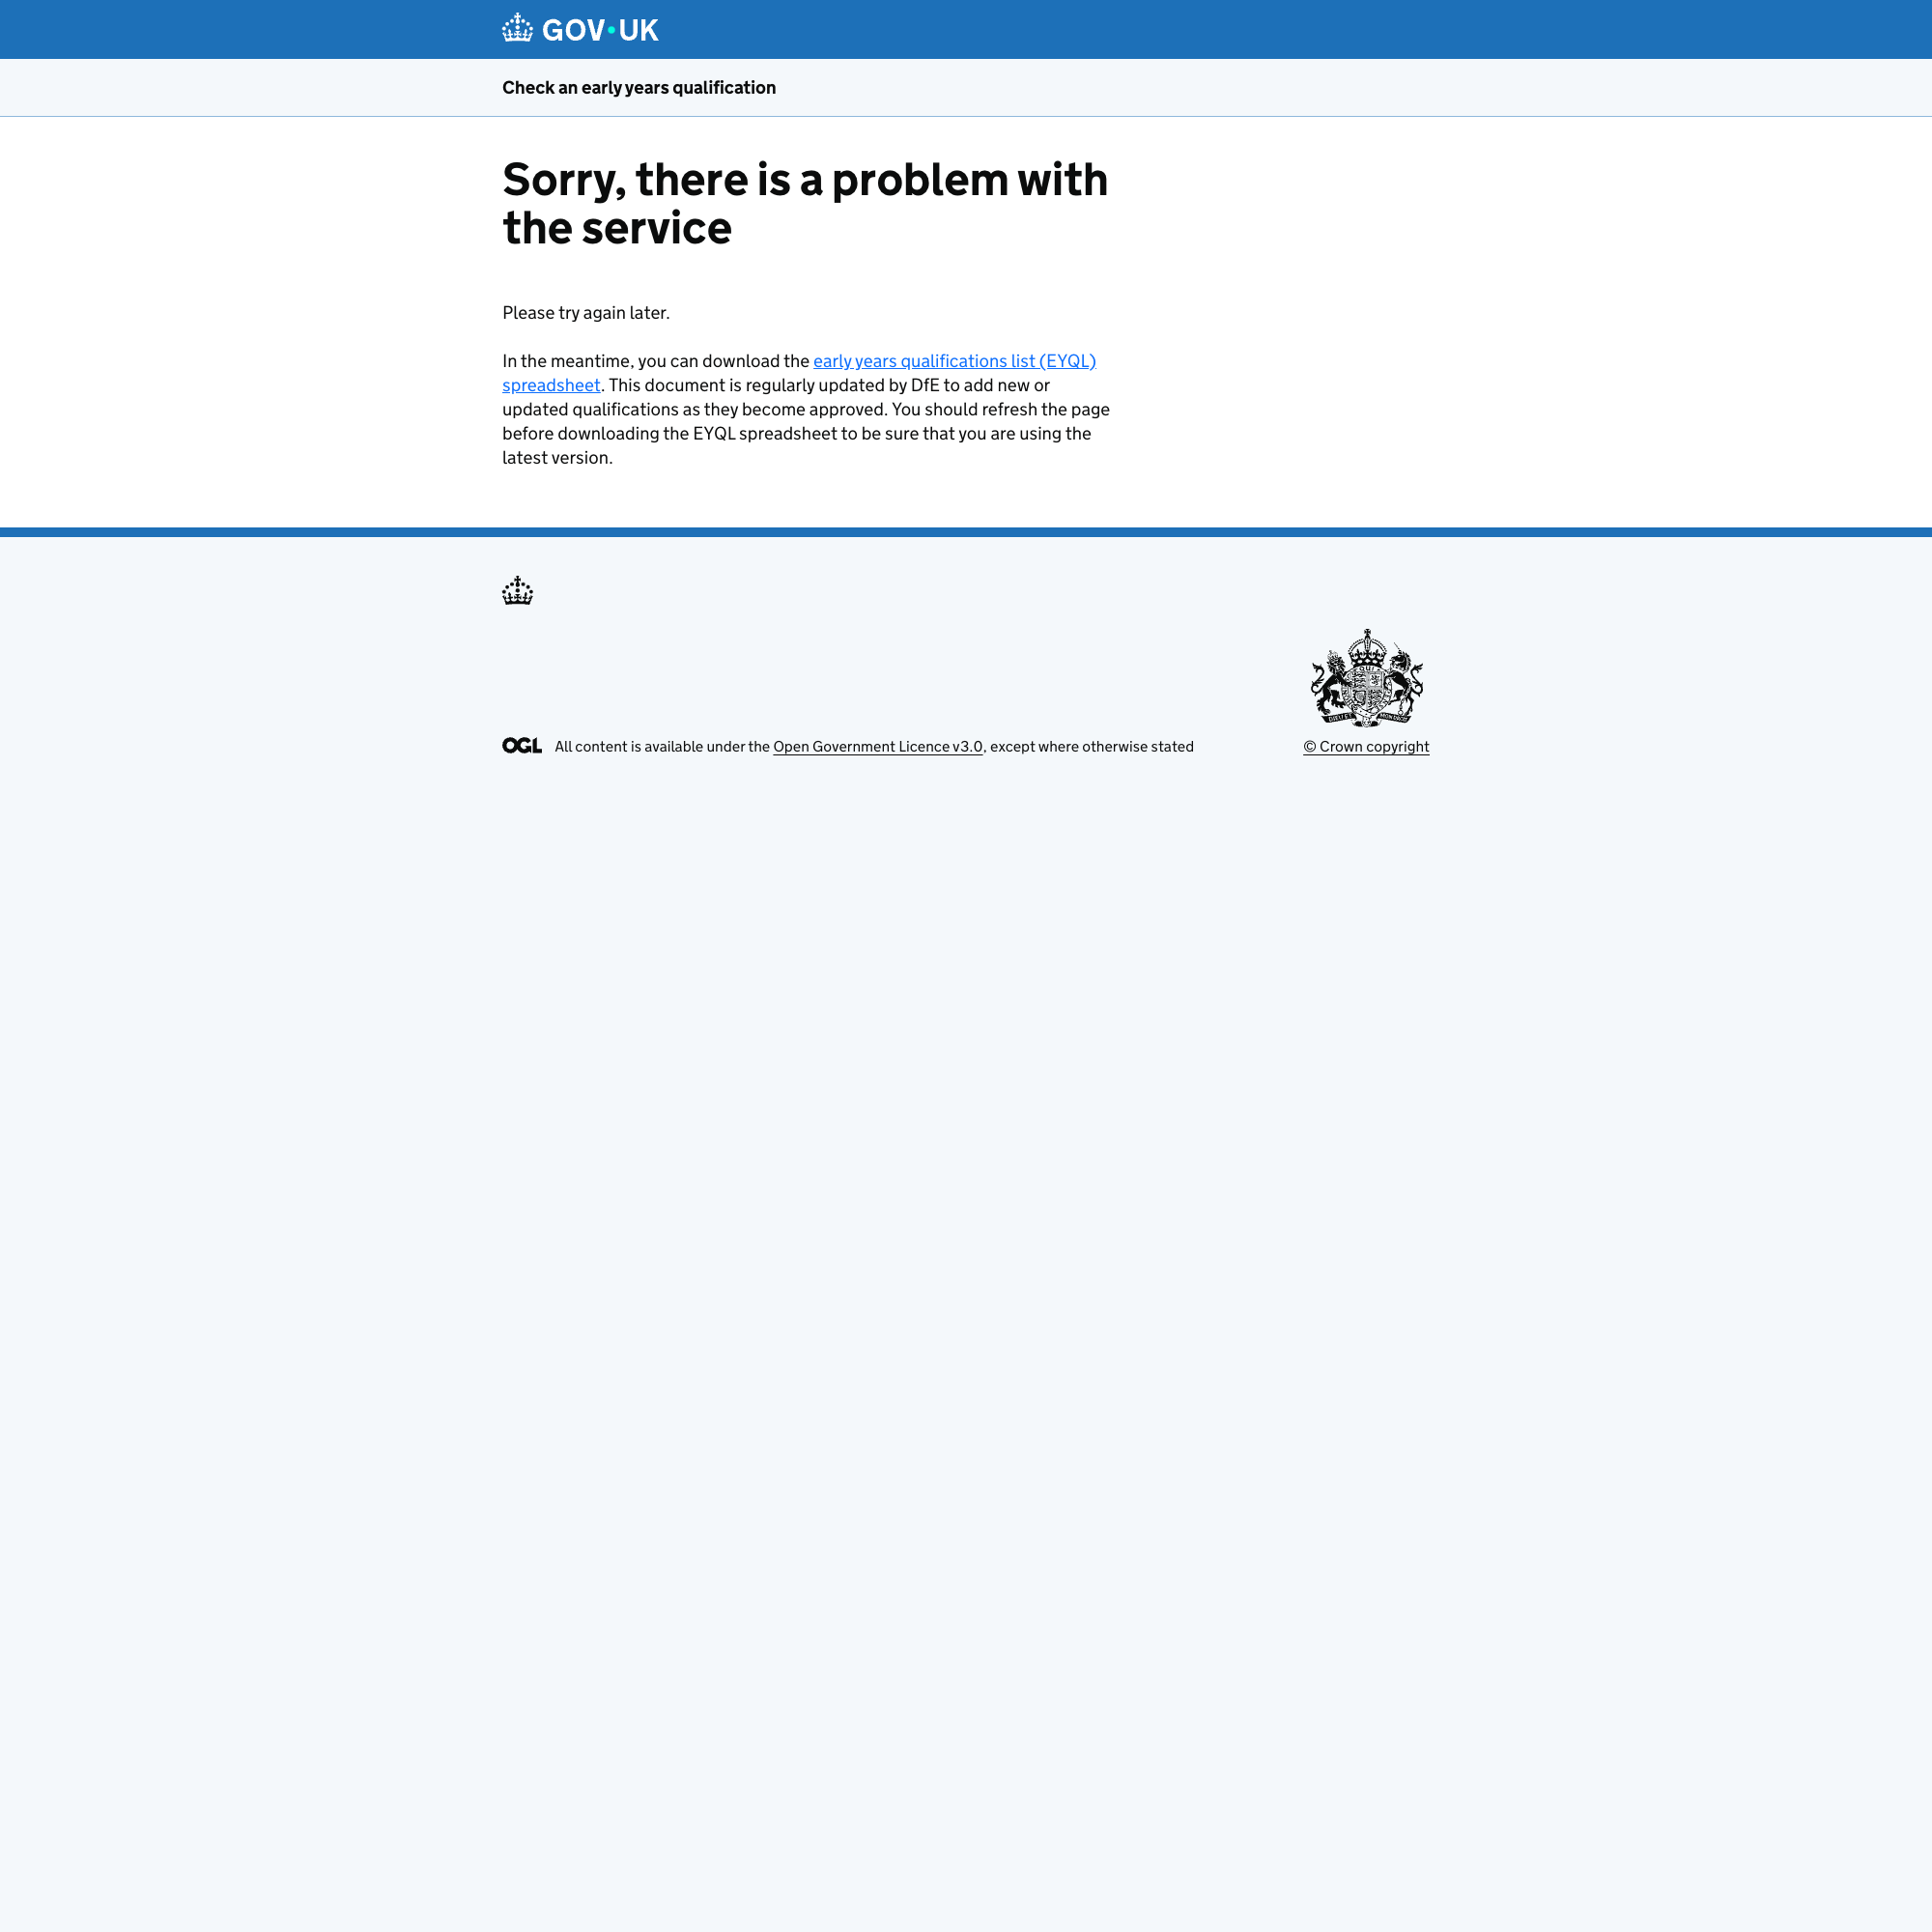 GOV·UK
Check an early years qualification
Sorry, there is a problem with
the service
Please try again later.
In the meantime, you can download the early years qualifications list (EYQL)
spreadsheet. This document is regularly updated by DfE to add new or
updated qualifications as they become approved. You should refresh the page
before downloading the EYQL spreadsheet to be sure that you are using the
latest version.
OGL All content is available under the Open Government Licence v3.0, except where otherwise stated
© Crown copyright